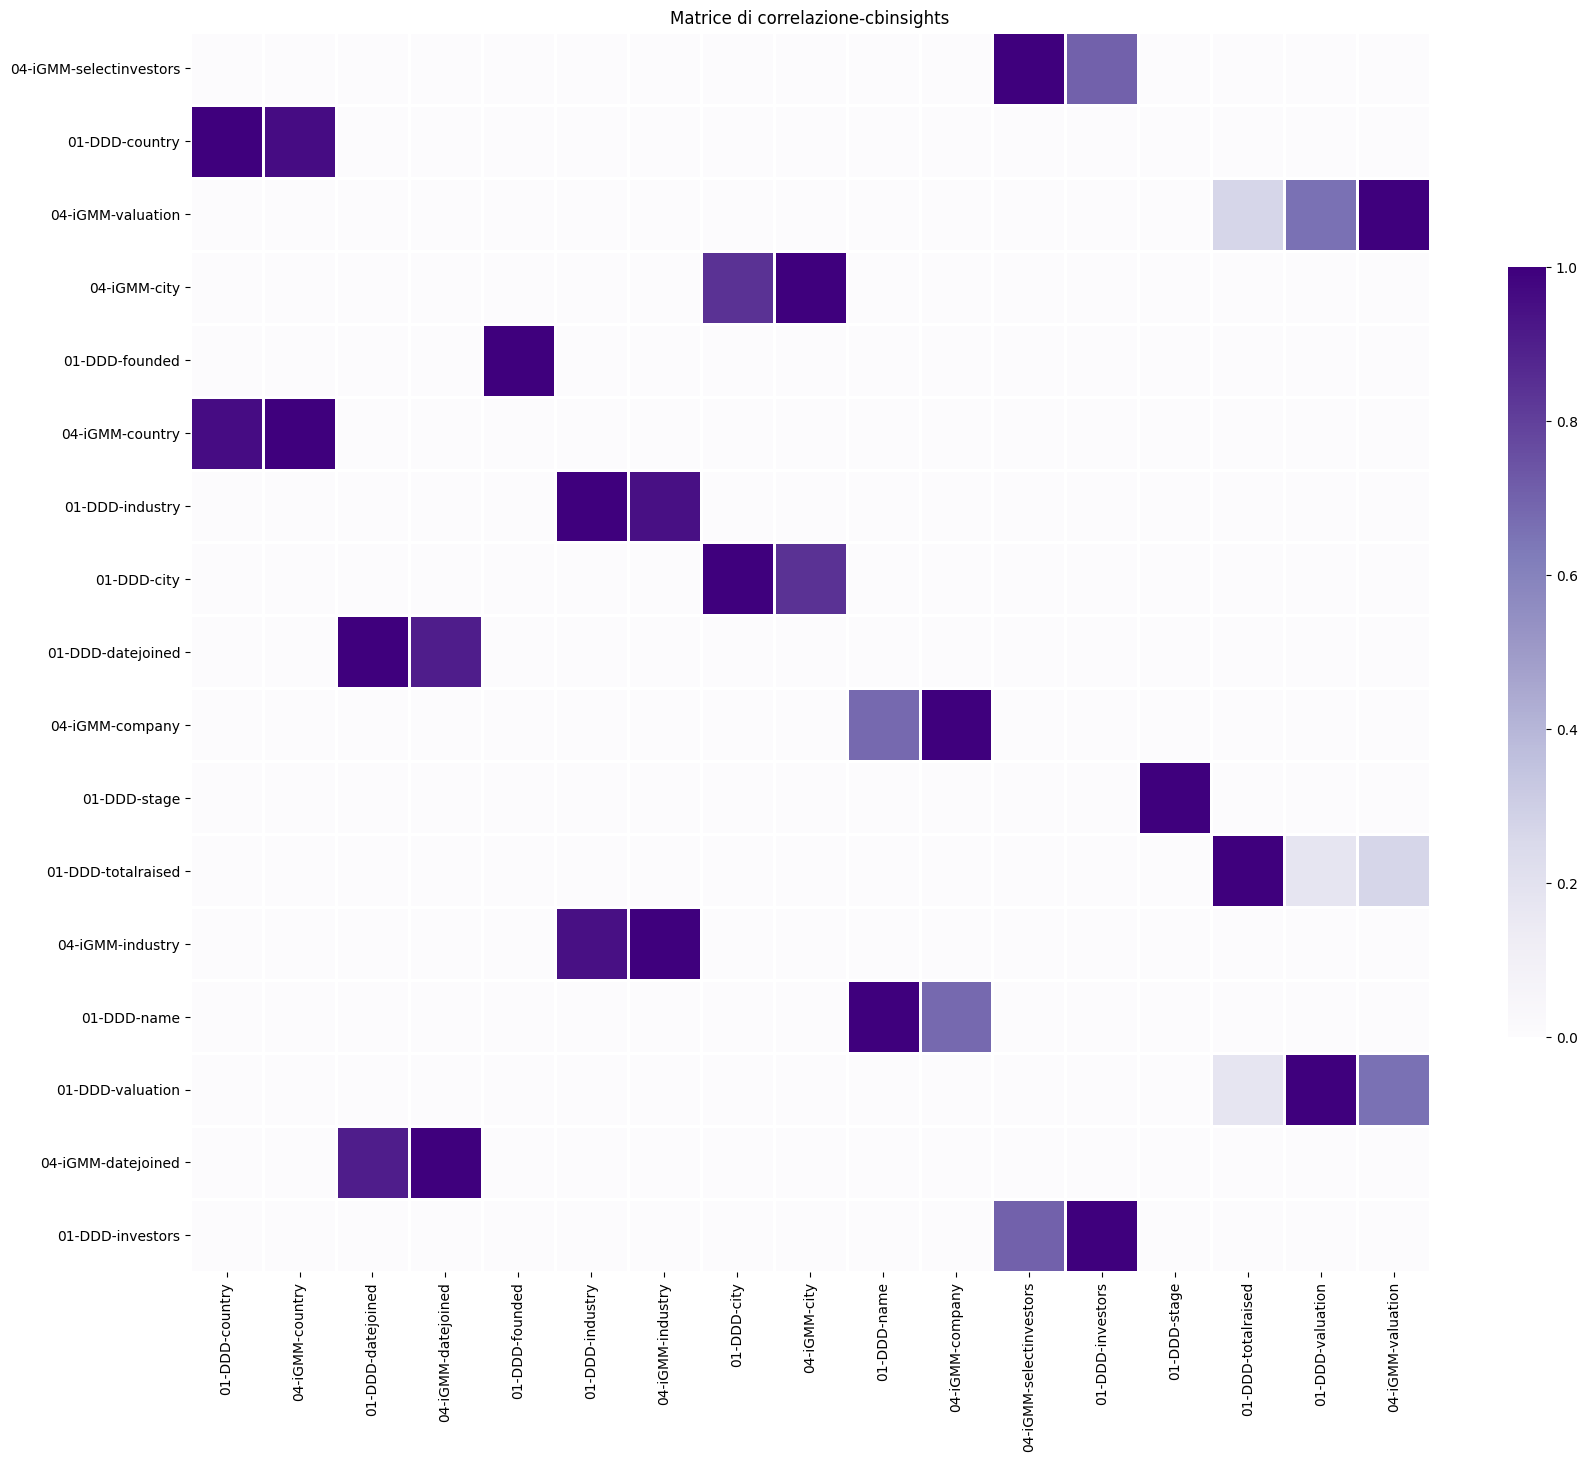 Matrice di correlazione-cbinsights
04-iGMM-selectinvestors
01-DDD-country
04-iGMM-valuation
04-iGMM-city
01-DDD-founded
04-iGMM-country
01-DDD-industry
01-DDD-city
01-DDD-datejoined
04-iGMM-company
01-DDD-stage
01-DDD-totalraised
04-iGMM-industry
01-DDD-name
01-DDD-valuation
04-iGMM-datejoined
01-DDD-investors
01-DDD-country
04-iGMM-country
01-DDD-datejoined
04-iGMM-datejoined
01-DDD-founded
01-DDD-industry
04-iGMM-industry
01-DDD-city
04-iGMM-city
01-DDD-name
04-iGMM-company
04-iGMM-selectinvestors
01-DDD-investors
01-DDD-stage
01-DDD-totalraised
01-DDD-valuation
04-iGMM-valuation
1.0
0.8
0.6
0.4
0.2
0.0